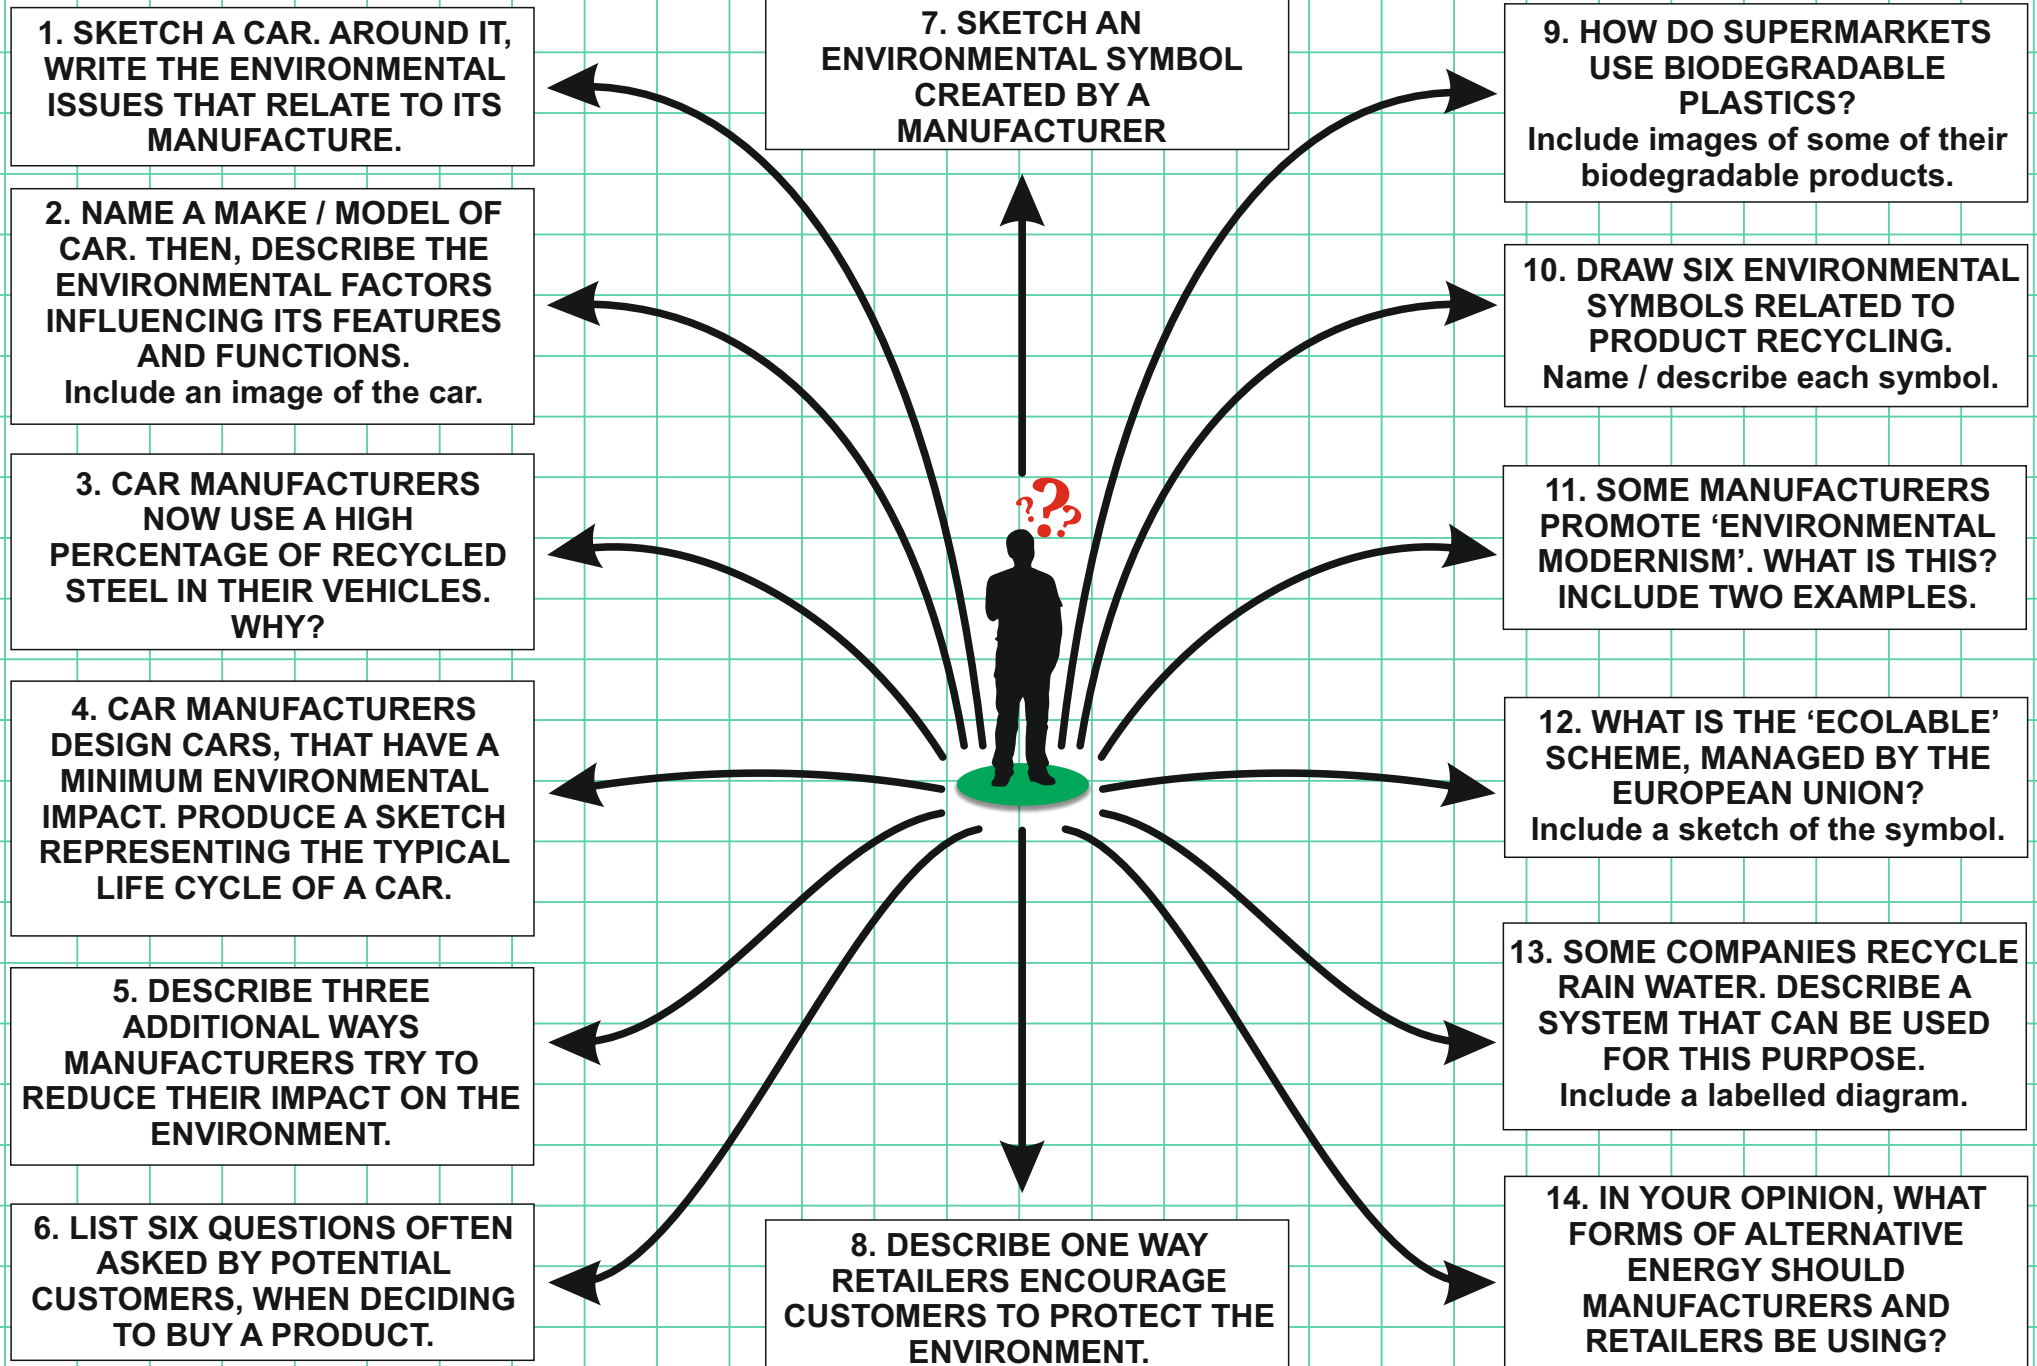 1. SKETCH A CAR. AROUND IT,
WRITE THE ENVIRONMENTAL
ISSUES THAT RELATE TO ITS
MANUFACTURE.
2. NAME A MAKE / MODEL OF
CAR. THEN, DESCRIBE THE
ENVIRONMENTAL FACTORS
INFLUENCING ITS FEATURES
AND FUNCTIONS.
Include an image of the car.
3. CAR MANUFACTURERS
NOW USE A HIGH
PERCENTAGE OF RECYCLED
STEEL IN THEIR VEHICLES.
WHY?
4. CAR MANUFACTURERS
DESIGN CARS, THAT HAVE A
MINIMUM ENVIRONMENTAL
IMPACT. PRODUCE A SKETCH
REPRESENTING THE TYPICAL
LIFE CYCLE OF A CAR.
5. DESCRIBE THREE
ADDITIONAL WAYS
MANUFACTURERS TRY TO
REDUCE THEIR IMPACT ON THE
ENVIRONMENT.
6. LIST SIX QUESTIONS OFTEN
ASKED BY POTENTIAL
CUSTOMERS, WHEN DECIDING
TO BUY A PRODUCT.
7. SKETCH AN
ENVIRONMENTAL SYMBOL
CREATED BY A
MANUFACTURER
???
8. DESCRIBE ONE WAY
RETAILERS ENCOURAGE
CUSTOMERS TO PROTECT THE
ENVIRONMENT.
9. HOW DO SUPERMARKETS
USE BIODEGRADABLE
PLASTICS?
Include images of some of their
biodegradable products.
10. DRAW SIX ENVIRONMENTAL
SYMBOLS RELATED TO
PRODUCT RECYCLING.
Name / describe each symbol.
11. SOME MANUFACTURERS
PROMOTE ‘ENVIRONMENTAL
MODERNISM’. WHAT IS THIS?
INCLUDE TWO EXAMPLES.
12. WHAT IS THE ‘ECOLABLE’
SCHEME, MANAGED BY THE
EUROPEAN UNION?
Include a sketch of the symbol.
13. SOME COMPANIES RECYCLE
RAIN WATER. DESCRIBE A
SYSTEM THAT CAN BE USED
FOR THIS PURPOSE.
Include a labelled diagram.
14. IN YOUR OPINION, WHAT
FORMS OF ALTERNATIVE
ENERGY SHOULD
MANUFACTURERS AND
RETAILERS BE USING?